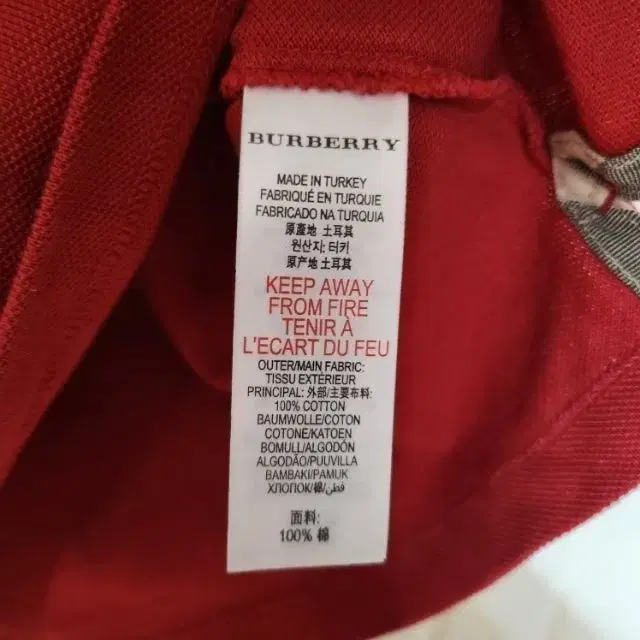 BURBERRY
MADE IN TURKEY
FABRIQUÉ EN TURQUIE
FABRICADO NA TURQUIA
原產地 土耳其
원산지: 터키
原产地 土耳其
KEEP AWAY
FROM FIRE
TENIR À
L'ECART DU FEU
OUTER/MAIN FABRIC:
TISSU EXTÉRIEUR
PRINCIPAL: 外部/主要布料:
100% COTTON
BAUMWOLLE/COTON
COTONE/KATOEN
BOMULL/ALGODÓN
ALGODÃO/PUUVILLA
BAMBAKI/PAMUK
ХЛОПОК/綿/قطن
面料:
100% 棉